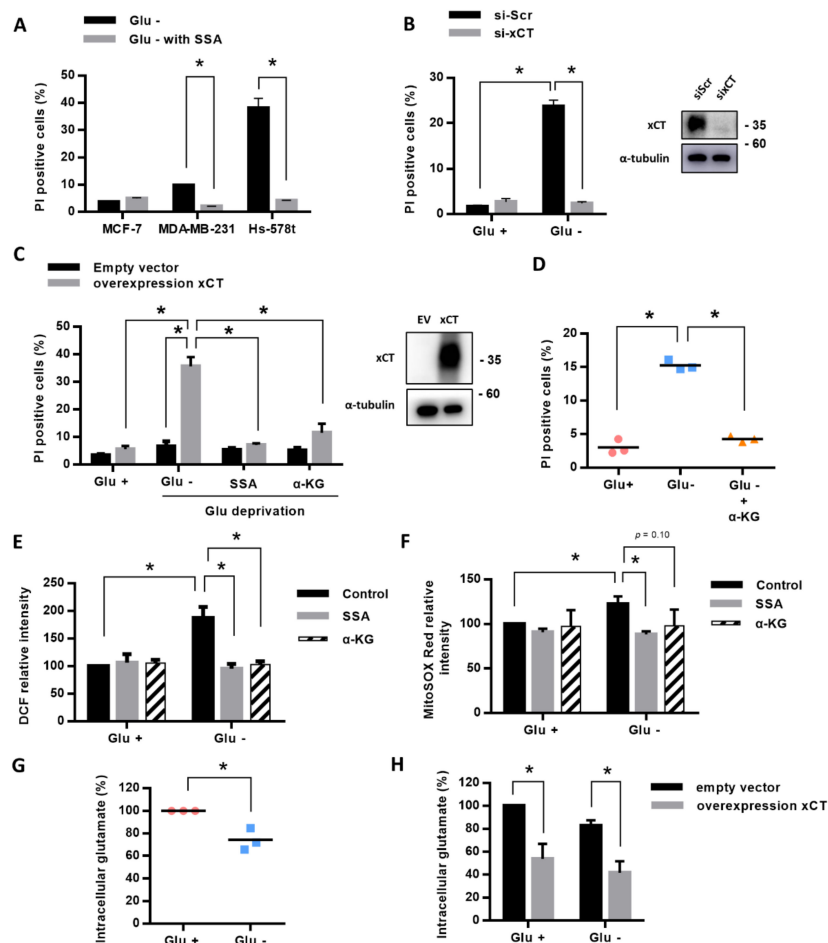 A
Glu -
Glu - with SSA
PI positive cells (%)
50
40
30
20
10
0
*
*
MCF-7 MDA-MB-231 Hs-578t
B
si-Scr
si-xCT
PI positive cells (%)
30
20
10
0
*
*
Glu + Glu -
siScr sixCT
xCT
- 35
- 60
α-tubulin
C
Empty vector
overexpression xCT
PI positive cells (%)
50
40
30
20
10
0
*
*
*
*
Glu + Glu - SSA α-KG
Glu deprivation
EV xCT
xCT
- 35
- 60
α-tubulin
D
PI positive cells (%)
20
15
10
5
0
*
*
Glu+ Glu- Glu -
+
α-KG
E
DCF relative intensity
250
200
150
100
50
0
*
*
*
Glu + Glu -
Control
SSA
α-KG
F
MitoSOX Red relative
intensity
150
100
50
0
*
*
p = 0.10
Glu + Glu -
Control
SSA
α-KG
G
Intracellular glutamate (%)
120
100
80
60
40
20
0
*
Glu + Glu -
H
Intracellular glutamate (%)
120
100
80
60
40
20
0
*
*
Glu + Glu -
empty vector
overexpression xCT